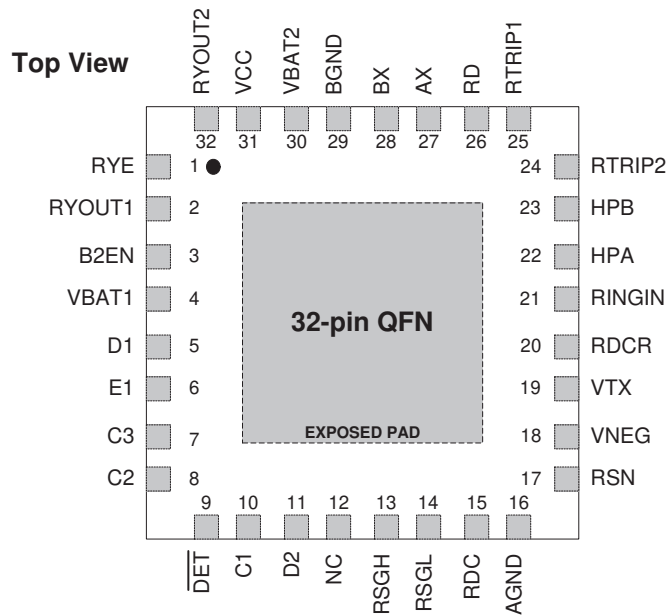 Top View
RYOUT2 VCC VBAT2 BGND BX AX RD RTRIP1
32 31 30 29 28 27 26 25
RYE 1 24 RTRIP2
RYOUT1 2 23 HPB
B2EN 3 22 HPA
VBAT1 4 21 RINGIN
32-pin QFN
D1 5 20 RDCR
E1 6 19 VTX
C3 7 18 VNEG
EXPOSED PAD
C2 8 17 RSN
9 10 11 12 13 14 15 16
DET C1 D2 NC RSGH RSGL RDC AGND